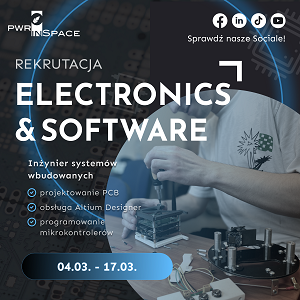 PWR
INSPACE
Sprawdź nasze Sociale!
REKRUTACJA
ELECTRONICS
& SOFTWARE
Inżynier systemów
wbudowanych
projektowanie PCB
obsługa Altium Designer
programowanie
mikrokontrolerów
04.03. - 17.03.